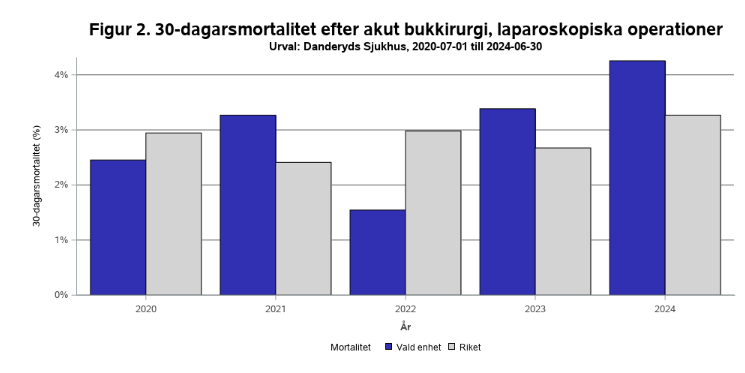 Figur 2. 30-dagarsmortalitet efter akut bukkirurgi, laparoskopiska operationer
Urval: Danderyds Sjukhus, 2020-07-01 till 2024-06-30
30-dagarsmortalitet (%)
4%
3%
2%
1%
0%
2020 2021 2022 2023 2024
År
Mortalitet Vald enhet Riket